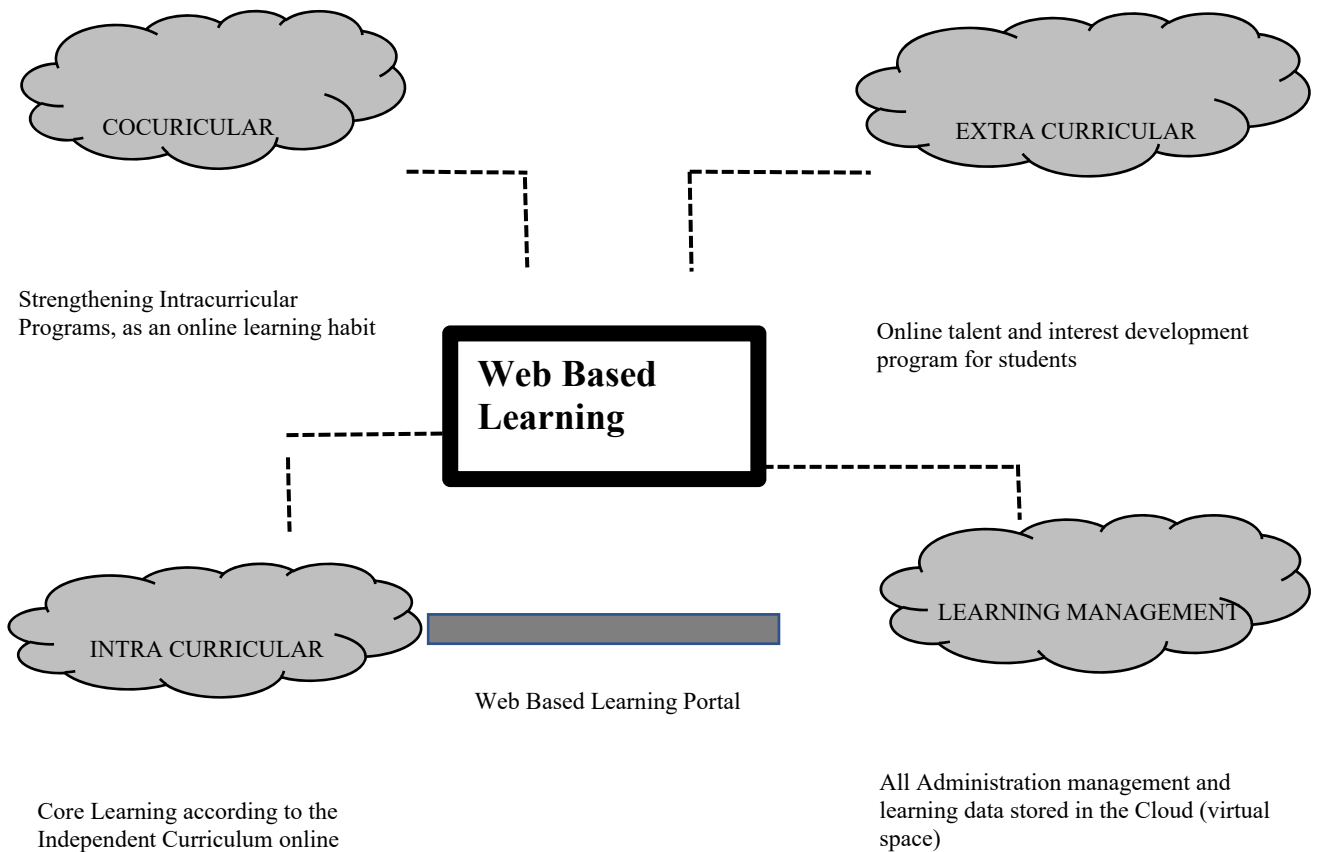 COCURICULAR
EXTRA CURRICULAR
Strengthening Intracurricular
Programs, as an online learning habit
Online talent and interest development
program for students
Web Based
Learning
INTRA CURRICULAR
LEARNING MANAGEMENT
Web Based Learning Portal
Core Learning according to the
Independent Curriculum online
All Administration management and
learning data stored in the Cloud (virtual
space)